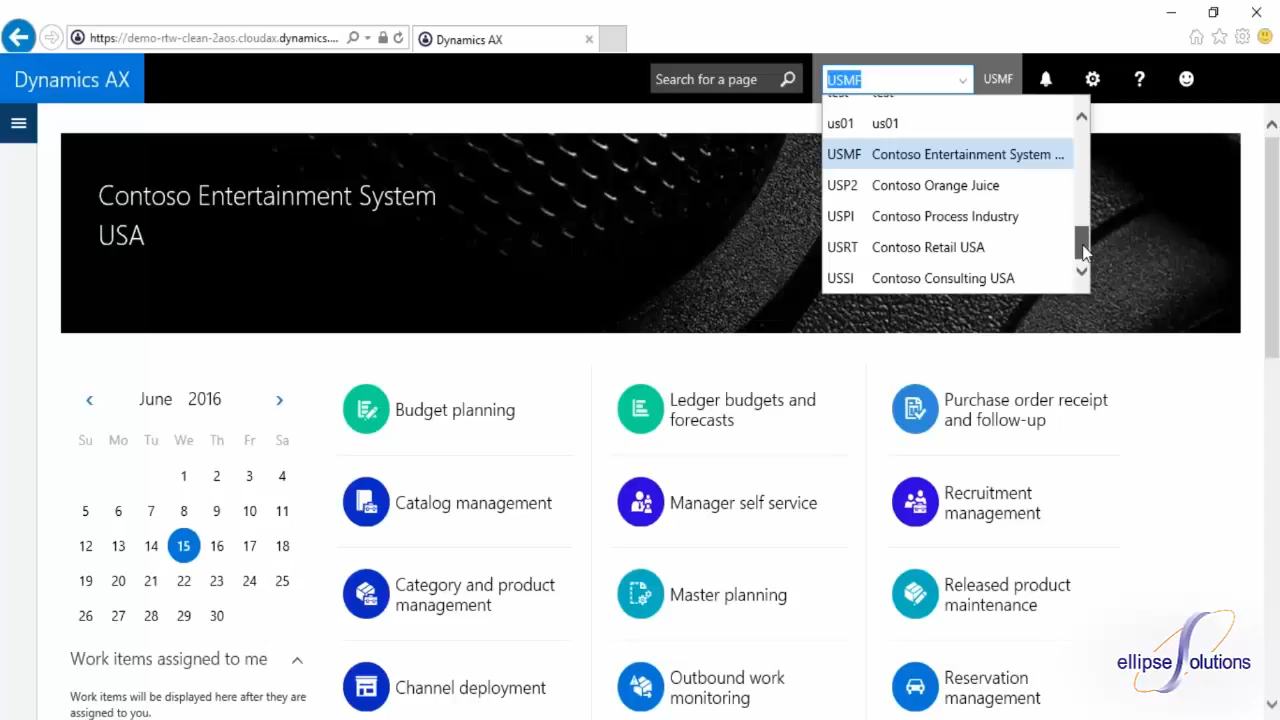 https://demo-rtw-clean-2aos.cloudax.dynamics....
Dynamics AX
Dynamics AX
Search for a page
USMF
USMF
test test
us01 us01
USMF Contoso Entertainment System ...
USP2 Contoso Orange Juice
USPI Contoso Process Industry
USRT Contoso Retail USA
USSI Contoso Consulting USA
Contoso Entertainment System
USA
June 2016
Su Mo Tu We Th Fr Sa
1 2 3 4
5 6 7 8 9 10 11
12 13 14 15 16 17 18
19 20 21 22 23 24 25
26 27 28 29 30
Work items assigned to me
Work items will be displayed here after they are
assigned to you.
Budget planning
Catalog management
Category and product
management
Channel deployment
Ledger budgets and
forecasts
Manager self service
Master planning
Outbound work
monitoring
Purchase order receipt
and follow-up
Recruitment
management
Released product
maintenance
Reservation
management
ellipse Solutions